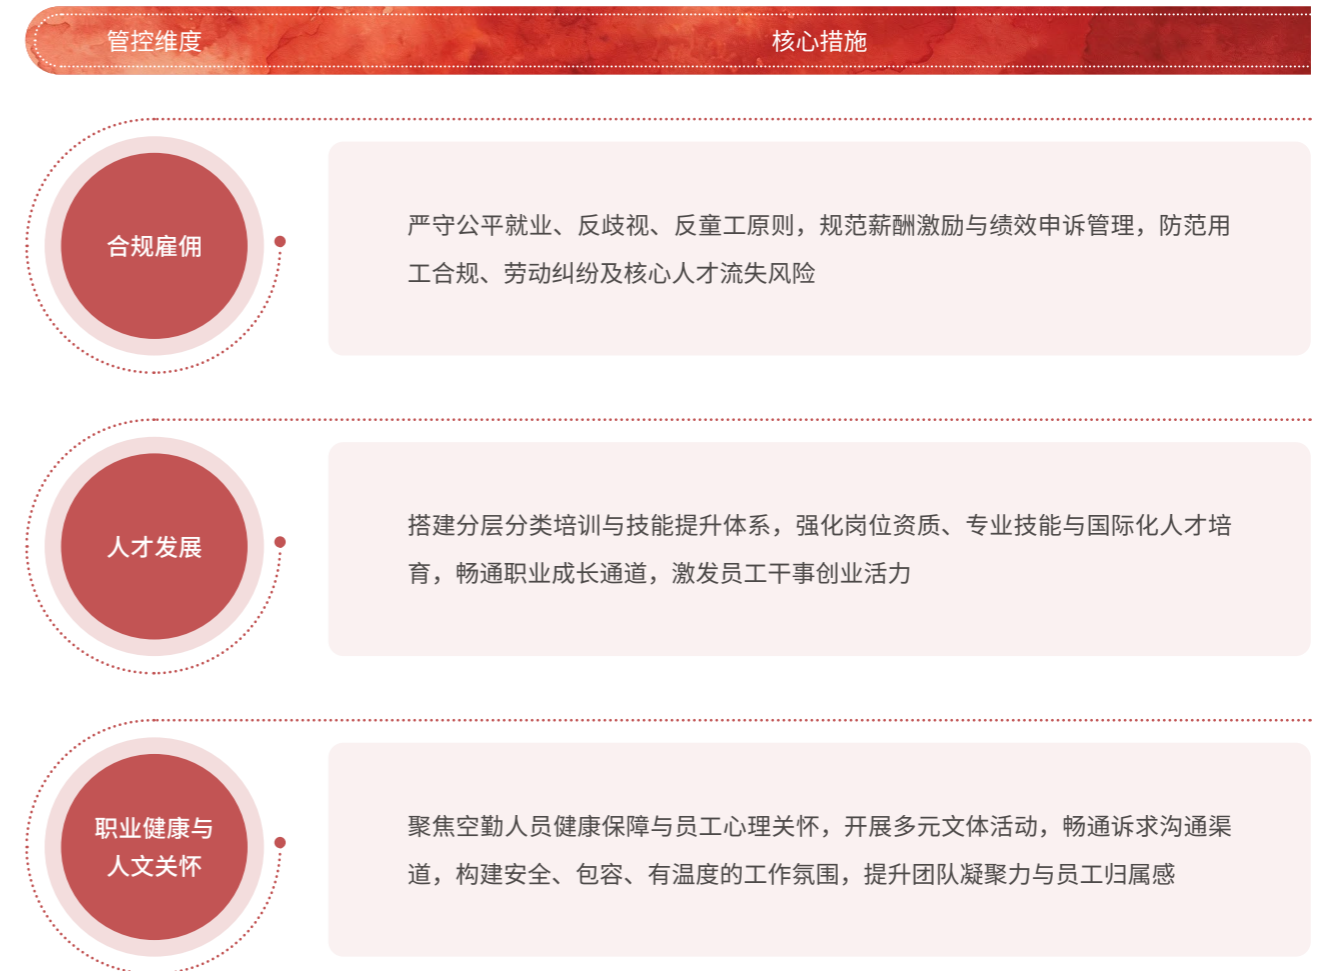 管控维度 核心措施
合规雇佣
严守公平就业、反歧视、反童工原则，规范薪酬激励与绩效申诉管理，防范用
工合规、劳动纠纷及核心人才流失风险
人才发展
搭建分层分类培训与技能提升体系，强化岗位资质、专业技能与国际化人才培
育，畅通职业成长通道，激发员工干事创业活力
职业健康与
人文关怀
聚焦空勤人员健康保障与员工心理关怀，开展多元文体活动，畅通诉求沟通渠
道，构建安全、包容、有温度的工作氛围，提升团队凝聚力与员工归属感